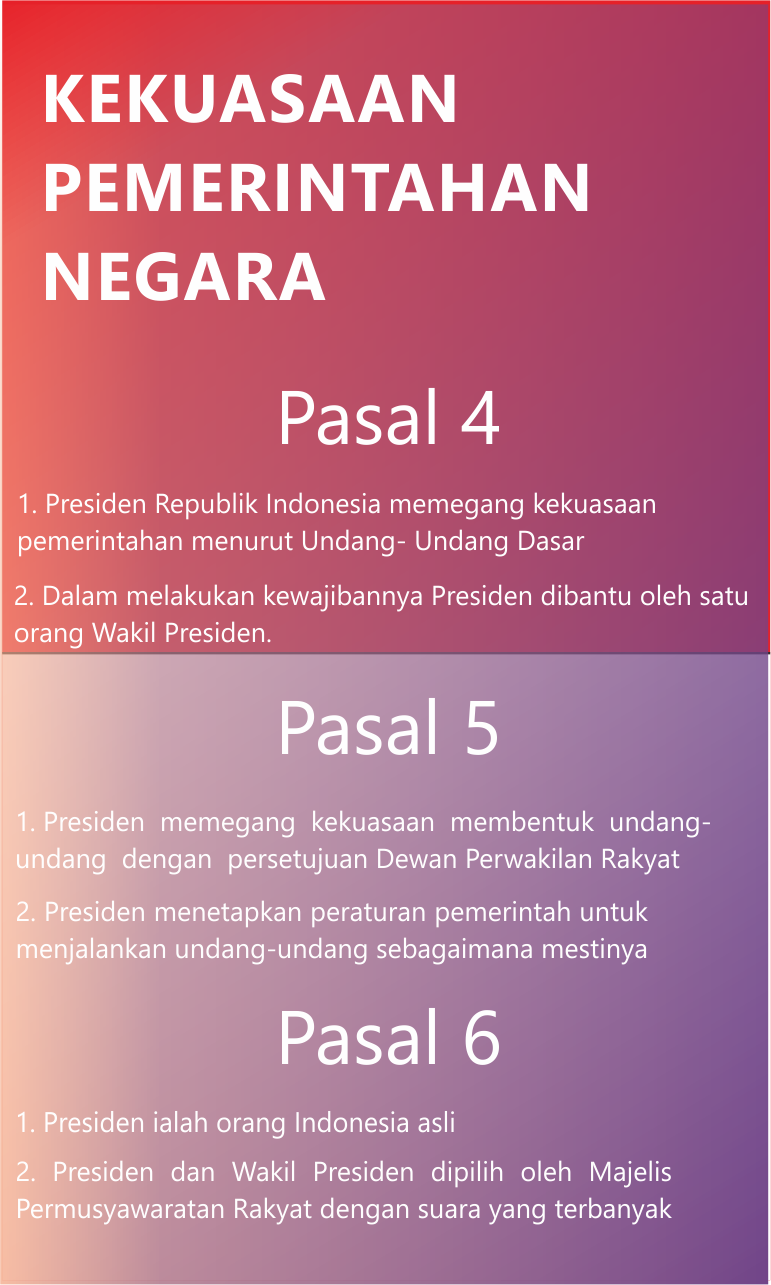 KEKUASAAN
PEMERINTAHAN
NEGARA
Pasal 4
1. Presiden Republik Indonesia memegang kekuasaan
pemerintahan menurut Undang- Undang Dasar
2. Dalam melakukan kewajibannya Presiden dibantu oleh satu
orang Wakil Presiden.
Pasal 5
1. Presiden memegang kekuasaan membentuk undang-
undang dengan persetujuan Dewan Perwakilan Rakyat
2. Presiden menetapkan peraturan pemerintah untuk
menjalankan undang-undang sebagaimana mestinya
Pasal 6
1. Presiden ialah orang Indonesia asli
2. Presiden dan Wakil Presiden dipilih oleh Majelis
Permusyawaratan Rakyat dengan suara yang terbanyak